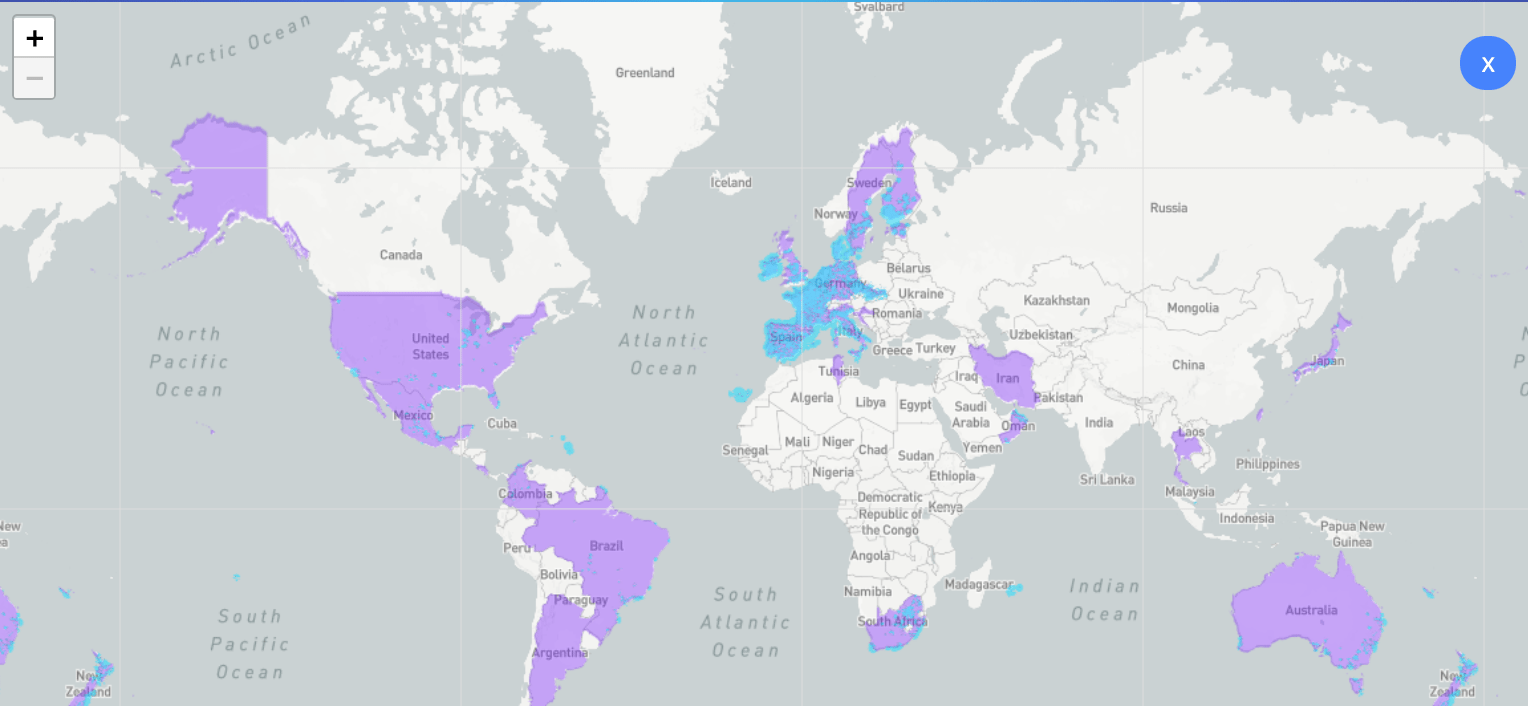 +
−
x
Svalbard
Arctic Ocean
Greenland
Iceland
Sweden
Norway
Russia
Canada
Belarus
Germany
Ukraine
Kazakhstan
Mongolia
Romania
North
Pacific
Ocean
North
Atlantic
Ocean
United
States
Spain
Italy
Uzbekistan
Greece
Turkey
Japan
China
Tunisia
Iraq
Iran
Algeria
Libya
Egypt
Pakistan
Saudi
Arabia
Mexico
Cuba
Oman
India
Laos
Mali
Niger
Chad
Yemen
Senegal
Sudan
Philippines
Nigeria
Ethiopia
Sri Lanka
Malaysia
Colombia
Democratic
Republic of
the Congo
Kenya
Indonesia
Papua New
Guinea
New
ea
Peru
Brazil
Angola
Bolivia
Madagascar
Namibia
Paraguay
South
Atlantic
Ocean
Indian
Ocean
Australia
South
Pacific
Ocean
South Africa
Argentina
New
Zealand
New
Zealand
N
P
O